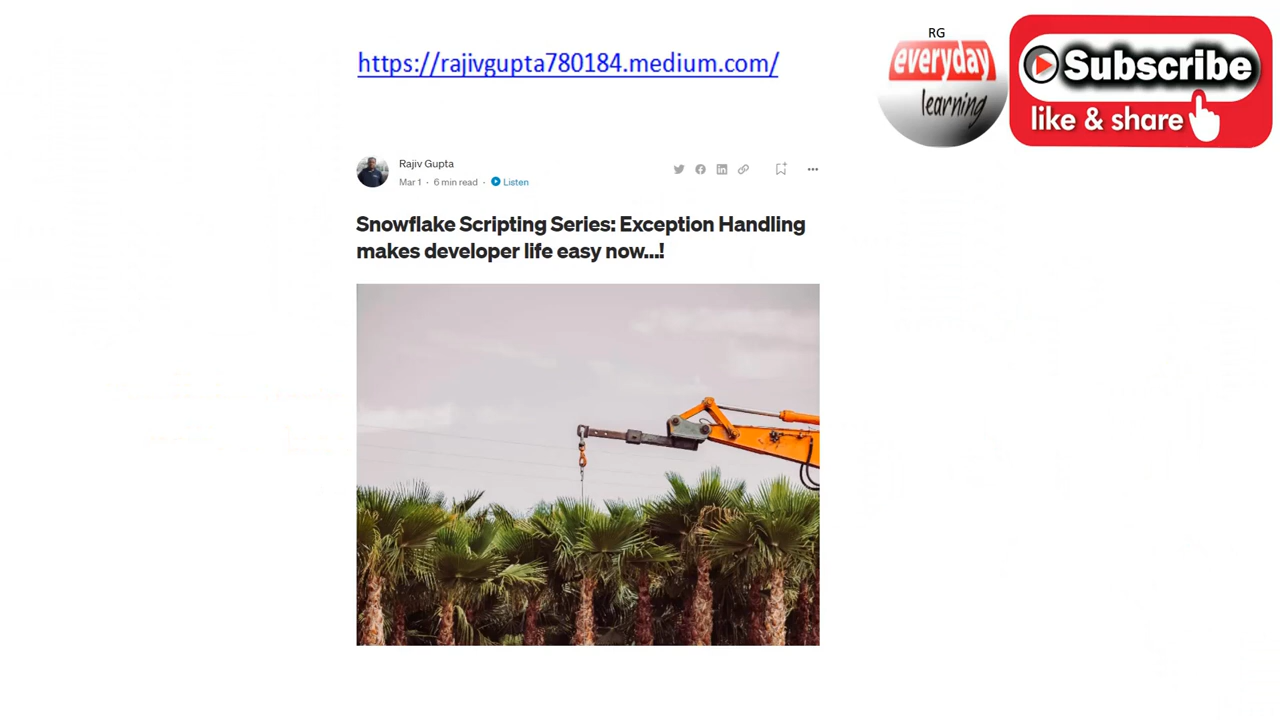 https://rajivgupta780184.medium.com/
RG
everyday
learning
Subscribe
like & share
Rajiv Gupta
Mar 1 · 6 min read · Listen
Snowflake Scripting Series: Exception Handling
makes developer life easy now...!